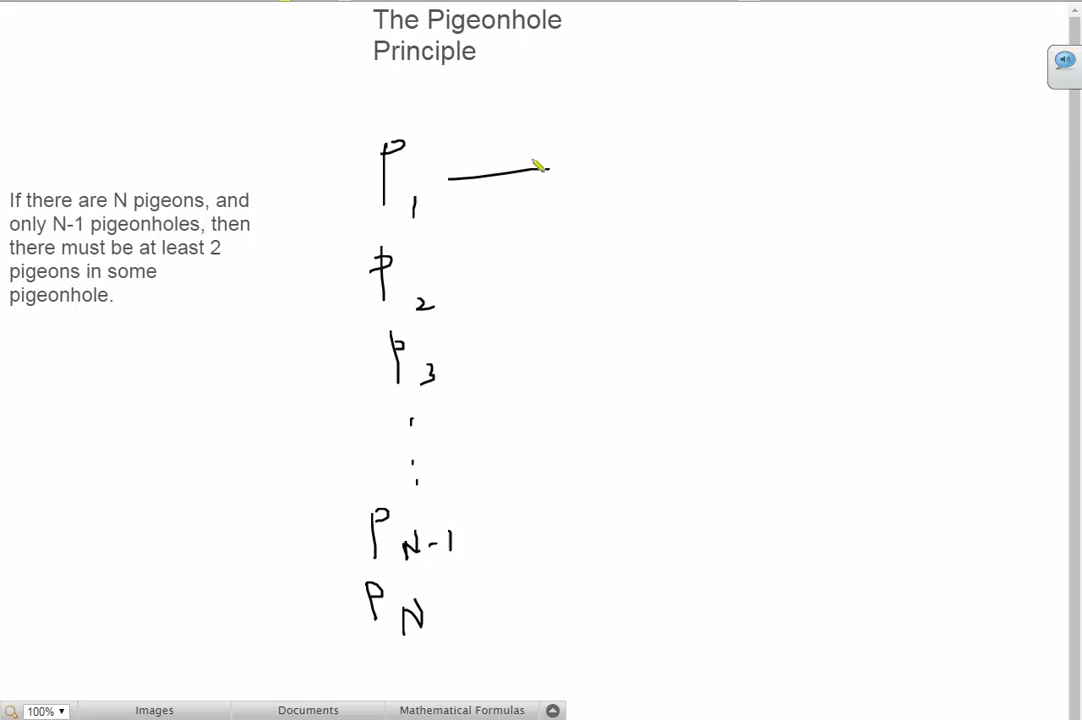 The Pigeonhole
Principle
If there are N pigeons, and
only N-1 pigeonholes, then
there must be at least 2
pigeons in some
pigeonhole.
P1
P2
P3
PN-1
PN
100%
Images
Documents
Mathematical Formulas